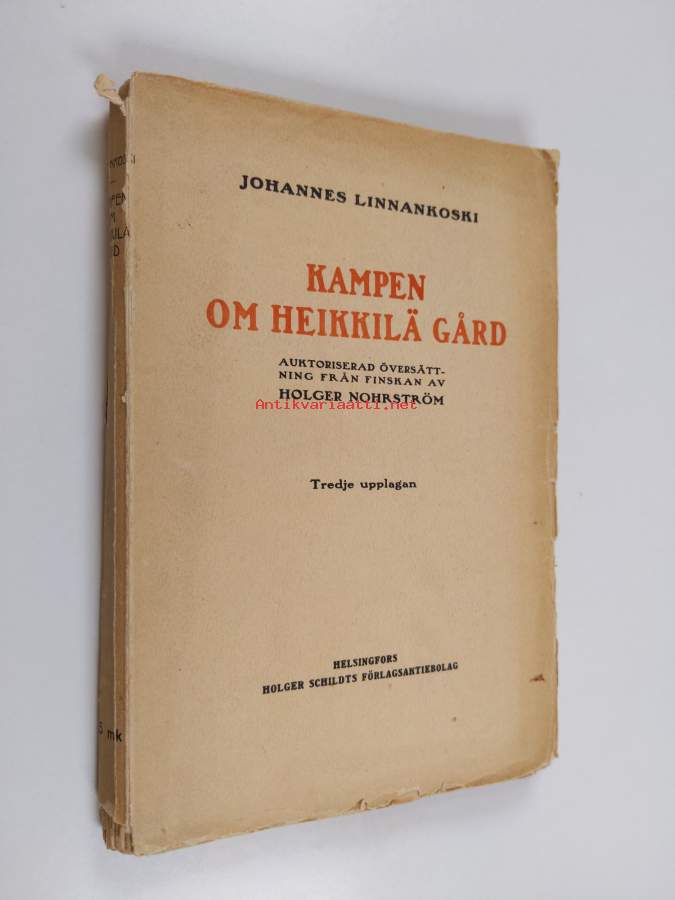 JOHANNES LINNANKOSKI
KAMPEN
OM HEIKKILÄ GÅRD
AUKTORISERAD ÖVERSÄTT-
NING FRÅN FINSKAN AV
HOLGER NOHRSTRÖM
Antikvariaatti.net
Tredje upplagan
HELSINGFORS
HOLGER SCHILDTS FÖRLAGSAKTIEBOLAG
mk